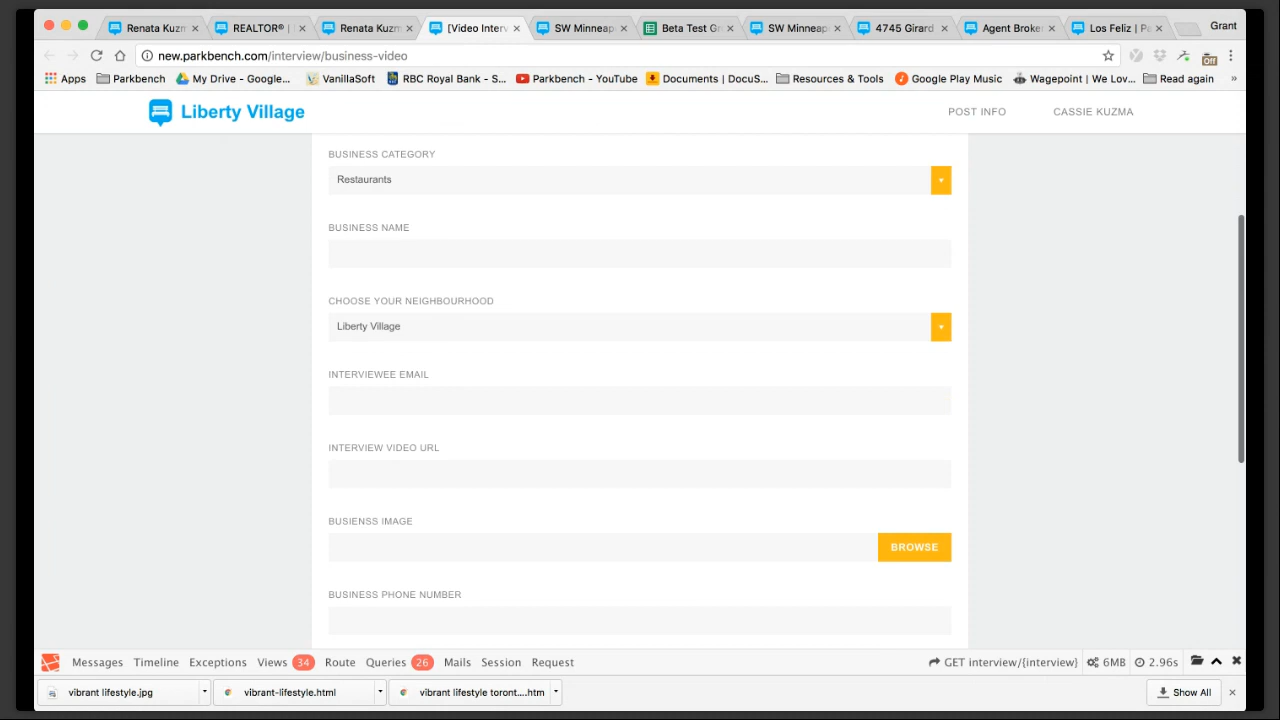 Renata Kuzm
REALTOR® |
Renata Kuzm
[Video Interv
SW Minneap
Beta Test Gr
SW Minneap
4745 Girard
Agent Broker
Los Feliz | Pa
Grant
new.parkbench.com/interview/business-video
Off
Apps
Parkbench
My Drive - Google...
VanillaSoft
RBC Royal Bank - S...
Parkbench - YouTube
Documents | DocuS...
Resources & Tools
Google Play Music
Wagepoint | We Lov...
Read again
»
Liberty Village
POST INFO
CASSIE KUZMA
BUSINESS CATEGORY
Restaurants
BUSINESS NAME
CHOOSE YOUR NEIGHBOURHOOD
Liberty Village
INTERVIEWEE EMAIL
INTERVIEW VIDEO URL
BUSIENSS IMAGE
BROWSE
BUSINESS PHONE NUMBER
Messages
Timeline
Exceptions
Views 34
Route
Queries 26
Mails
Session
Request
GET interview/{interview}
6MB
2.96s
vibrant lifestyle.jpg
vibrant-lifestyle.html
vibrant lifestyle toront....htm
Show All